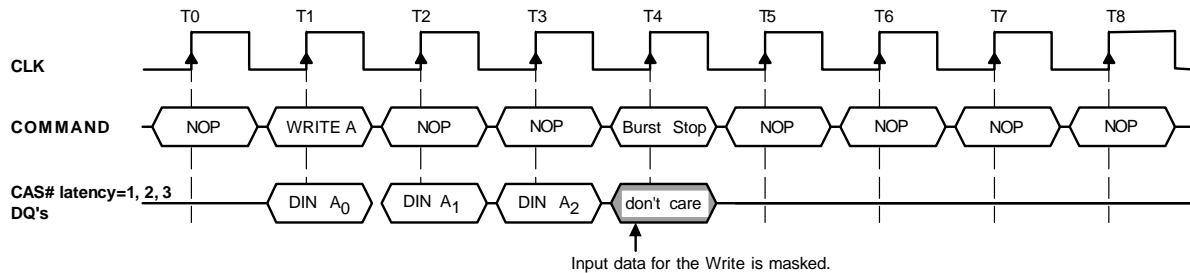 T0 T1 T2 T3 T4 T5 T6 T7 T8
CLK
COMMAND NOP WRITE A NOP NOP Burst Stop NOP NOP NOP NOP
CAS# latency=1, 2, 3
DQ's DIN A0 DIN A1 DIN A2 don't care
Input data for the Write is masked.